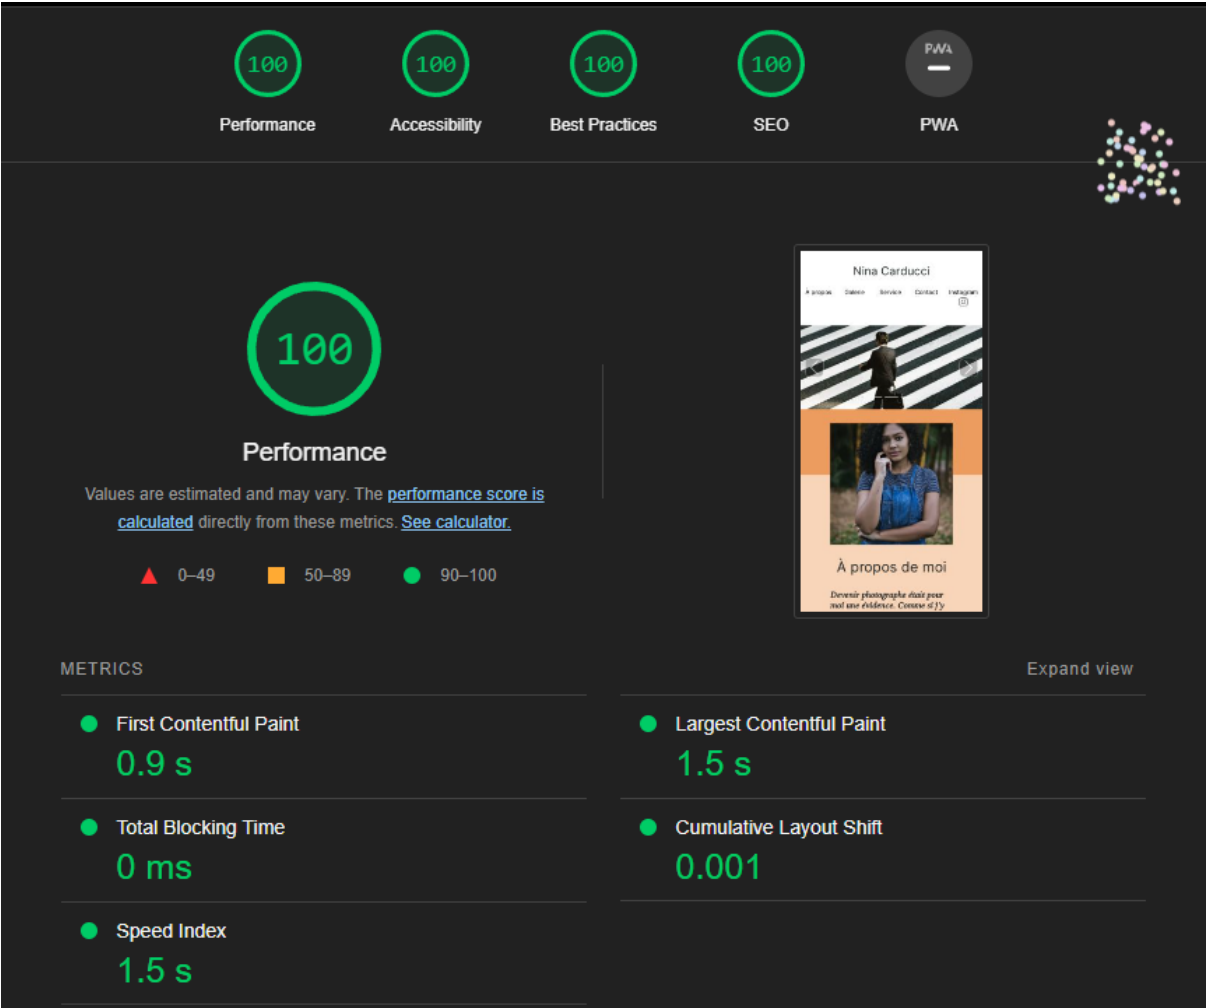 100 100 100 100 PWA
Performance Accessibility Best Practices SEO PWA
Nina Carducci
À propos Galerie Service Contact Instagram
100
Performance
Values are estimated and may vary. The performance score is
calculated directly from these metrics. See calculator.
0–49 50–89 90–100
À propos de moi
Devenir photographe était pour
moi une évidence. Comme si j'y
METRICS
Expand view
First Contentful Paint
0.9 s
Largest Contentful Paint
1.5 s
Total Blocking Time
0 ms
Cumulative Layout Shift
0.001
Speed Index
1.5 s